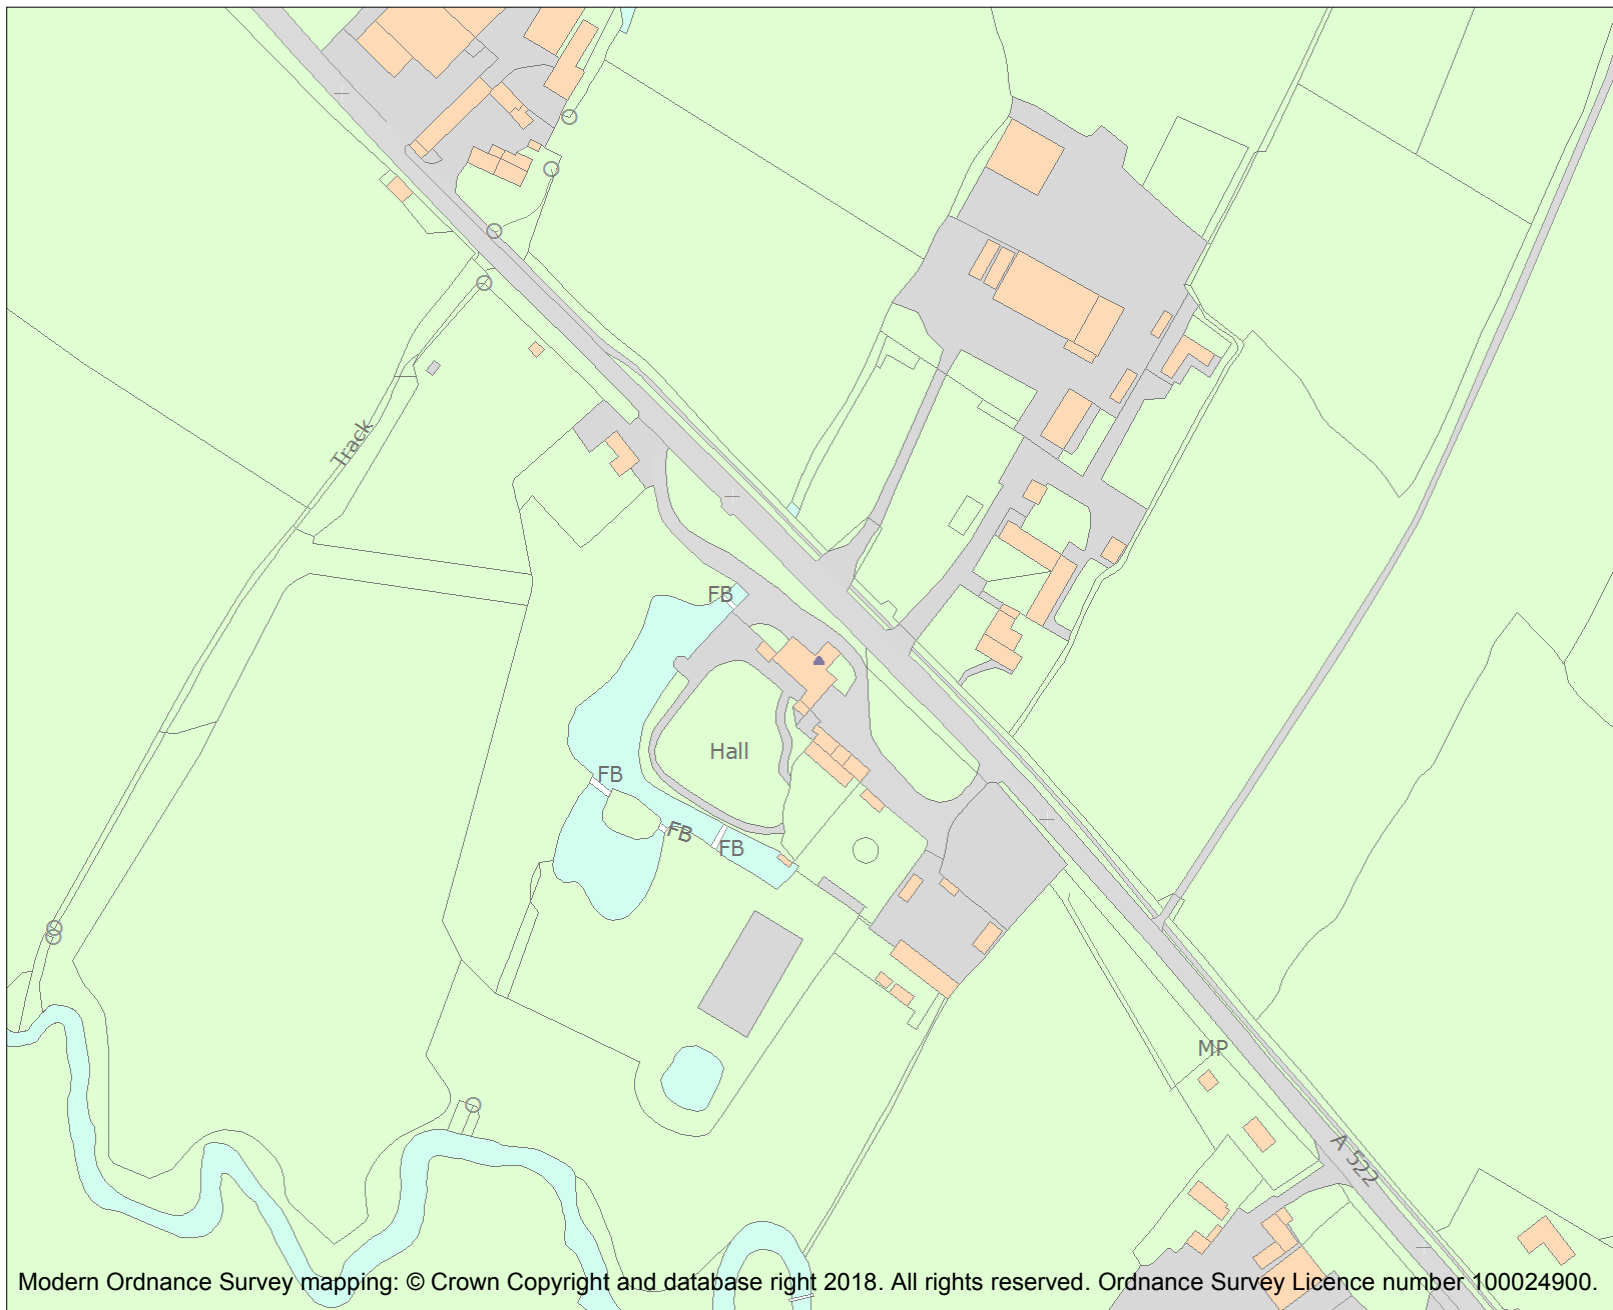 Track
FB
Hall
FB
FB
FB
MP
A 522
Modern Ordnance Survey mapping: © Crown Copyright and database right 2018. All rights reserved. Ordnance Survey Licence number 100024900.